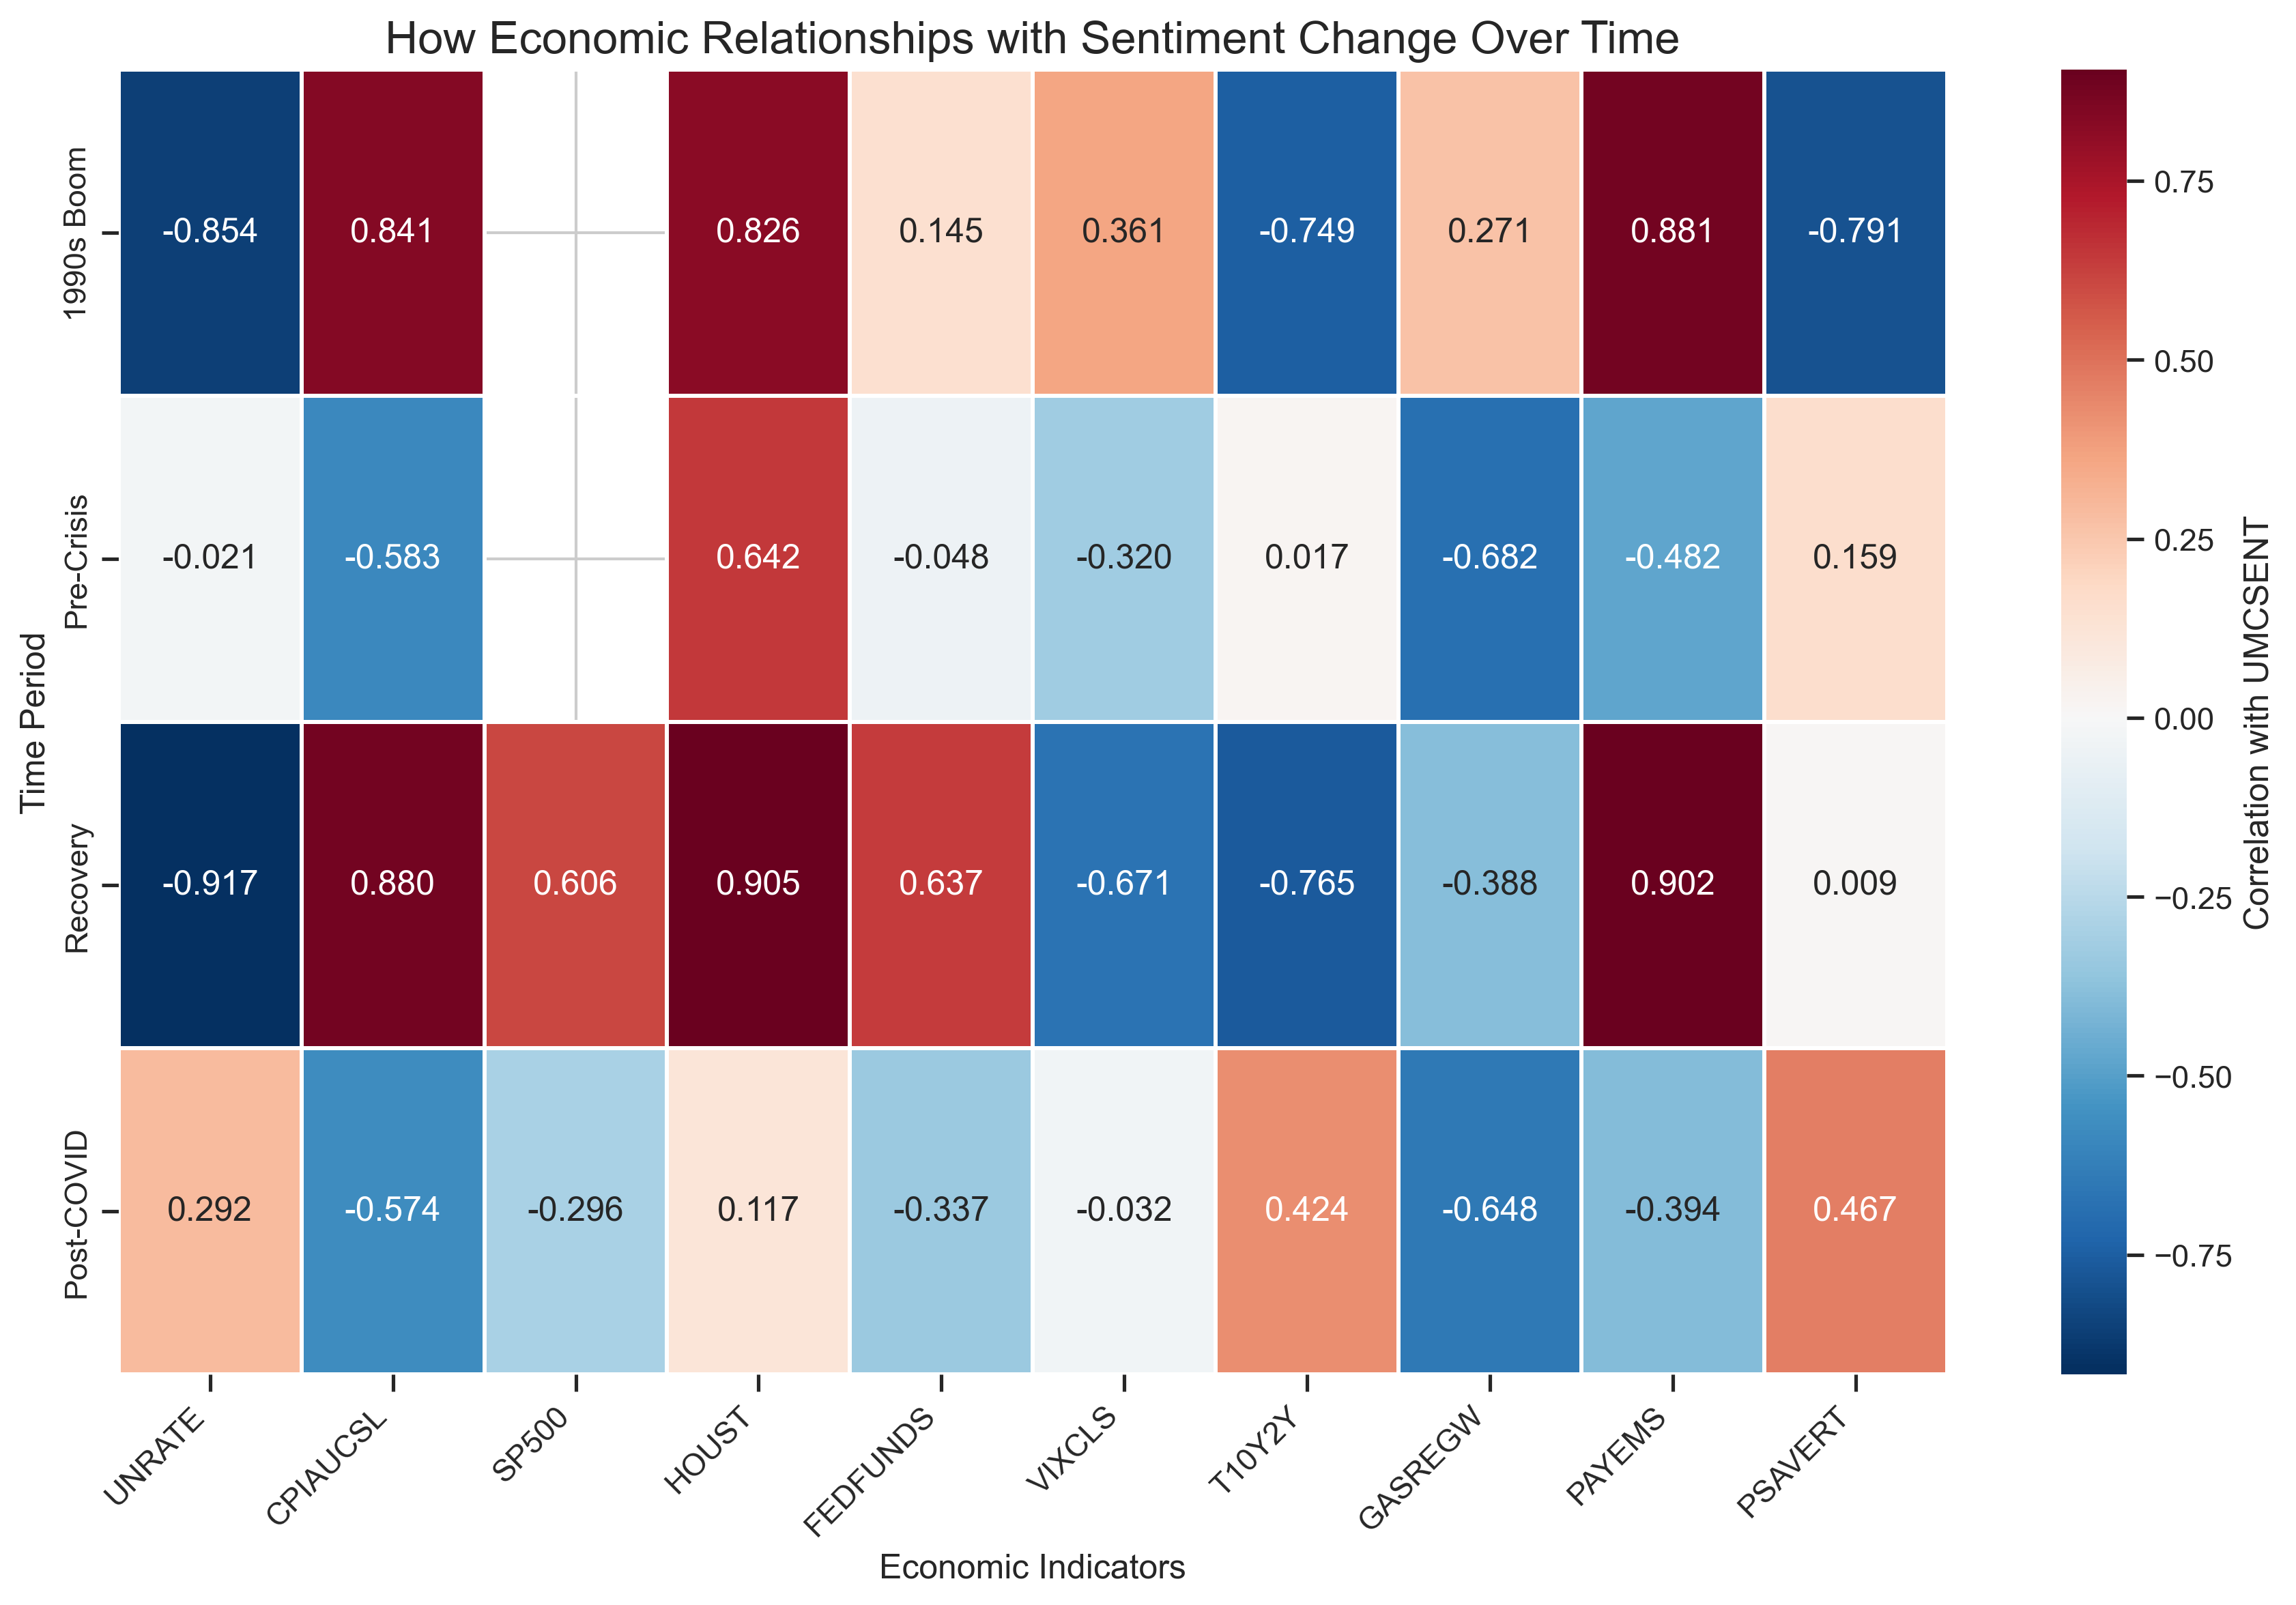 How Economic Relationships with Sentiment Change Over Time
1990s Boom
-0.854 0.841 0.826 0.145 0.361 -0.749 0.271 0.881 -0.791
Pre-Crisis
-0.021 -0.583 0.642 -0.048 -0.320 0.017 -0.682 -0.482 0.159
Recovery
-0.917 0.880 0.606 0.905 0.637 -0.671 -0.765 -0.388 0.902 0.009
Post-COVID
0.292 -0.574 -0.296 0.117 -0.337 -0.032 0.424 -0.648 -0.394 0.467
Time Period
UNRATE CPIAUCSL SP500 HOUST FEDFUNDS VIXCLS T10Y2Y GASREGW PAYEMS PSAVERT
Economic Indicators
0.75
0.50
0.25
0.00
−0.25
−0.50
−0.75
Correlation with UMCSENT